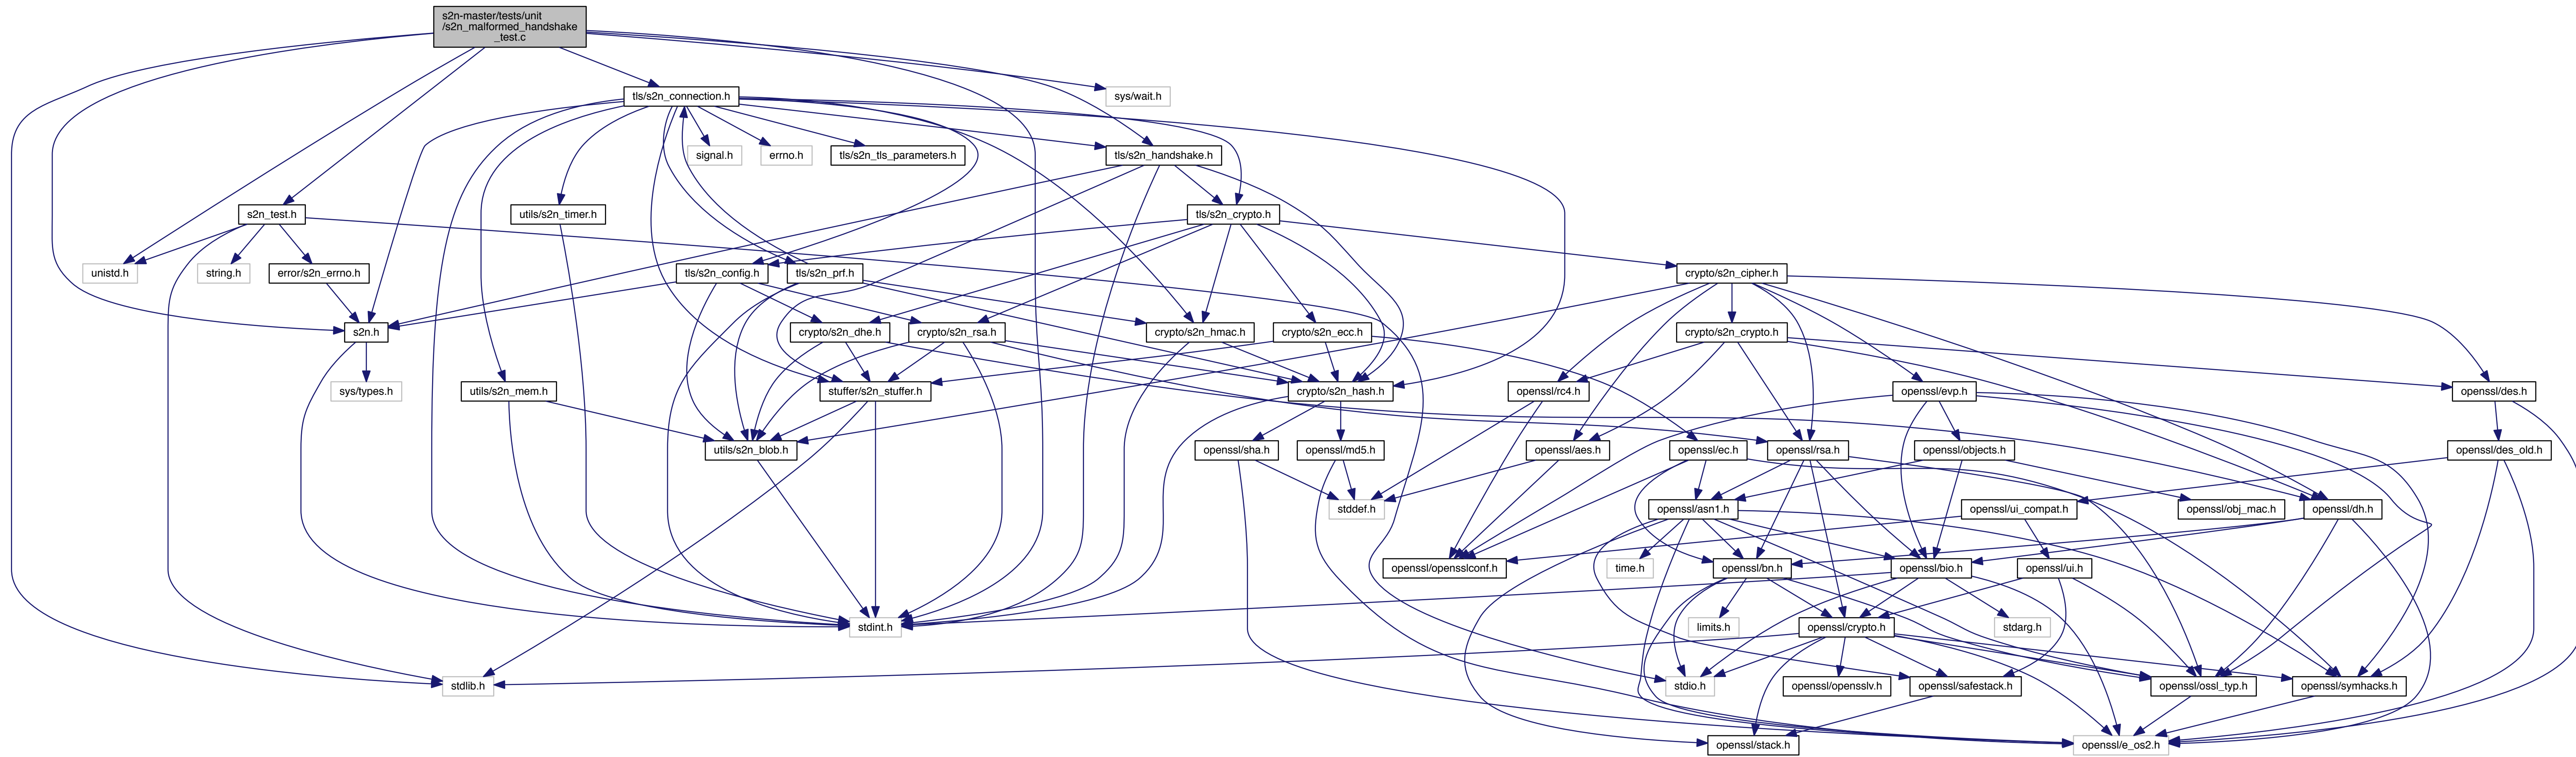 s2n-master/tests/unit
/s2n_malformed_handshake
_test.c
tls/s2n_connection.h
sys/wait.h
signal.h
errno.h
tls/s2n_tls_parameters.h
tls/s2n_handshake.h
s2n_test.h
utils/s2n_timer.h
tls/s2n_crypto.h
unistd.h
string.h
error/s2n_errno.h
tls/s2n_config.h
tls/s2n_prf.h
crypto/s2n_cipher.h
s2n.h
crypto/s2n_dhe.h
crypto/s2n_rsa.h
crypto/s2n_hmac.h
crypto/s2n_ecc.h
crypto/s2n_crypto.h
sys/types.h
utils/s2n_mem.h
stuffer/s2n_stuffer.h
crypto/s2n_hash.h
openssl/rc4.h
openssl/evp.h
openssl/des.h
utils/s2n_blob.h
openssl/sha.h
openssl/md5.h
openssl/aes.h
openssl/ec.h
openssl/rsa.h
openssl/objects.h
openssl/des_old.h
stddef.h
openssl/asn1.h
openssl/ui_compat.h
openssl/obj_mac.h
openssl/dh.h
openssl/opensslconf.h
time.h
openssl/bn.h
openssl/bio.h
openssl/ui.h
stdint.h
limits.h
openssl/crypto.h
stdarg.h
stdlib.h
stdio.h
openssl/opensslv.h
openssl/safestack.h
openssl/ossl_typ.h
openssl/symhacks.h
openssl/stack.h
openssl/e_os2.h